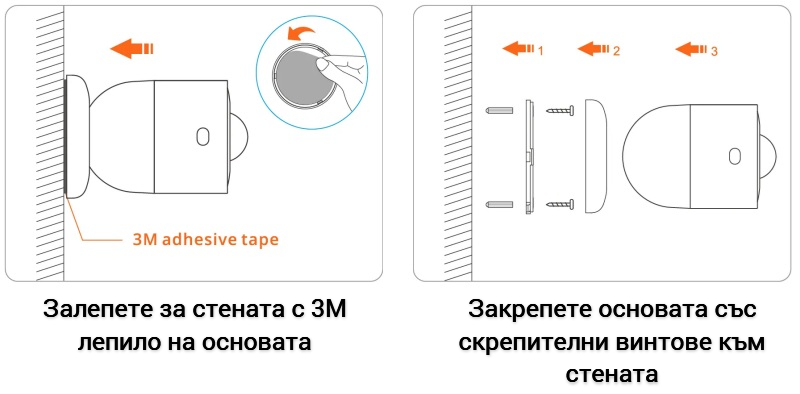 1
2
3
3M adhesive tape
Залепете за стената с 3М
лепило на основата
Закрепете основата със
скрепителни винтове към
стената